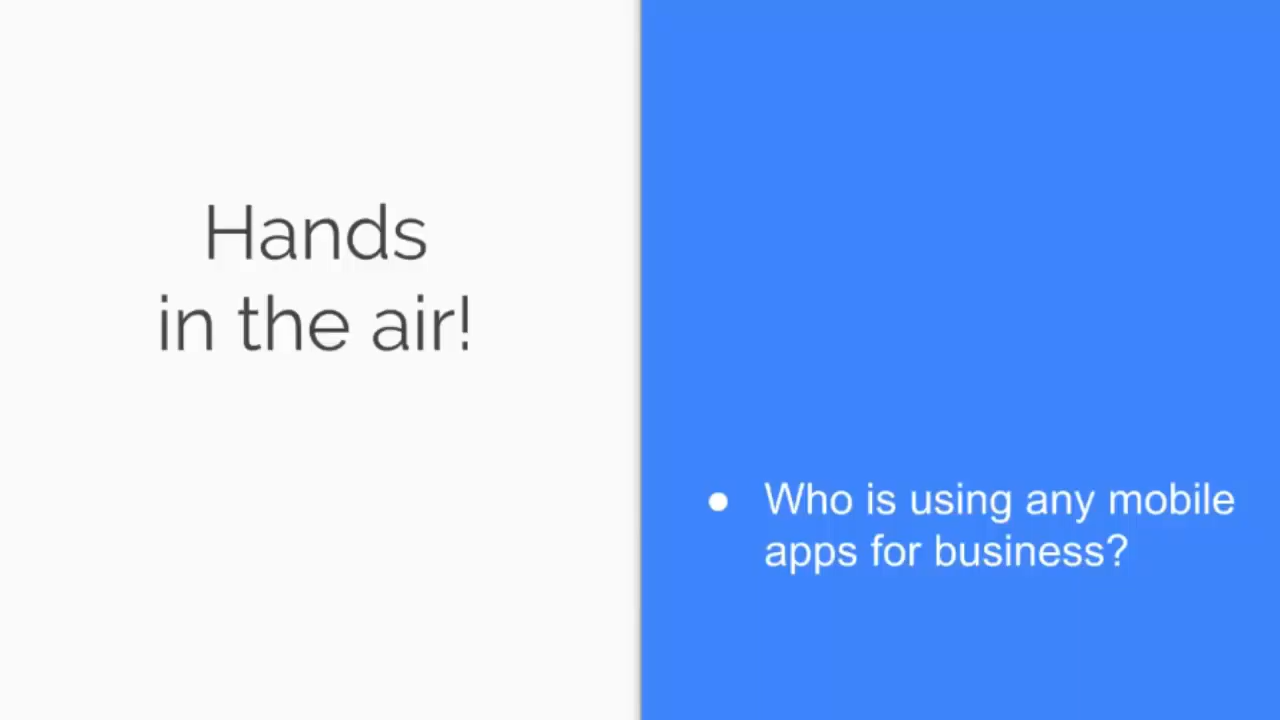 Hands
in the air!
● Who is using any mobile
apps for business?